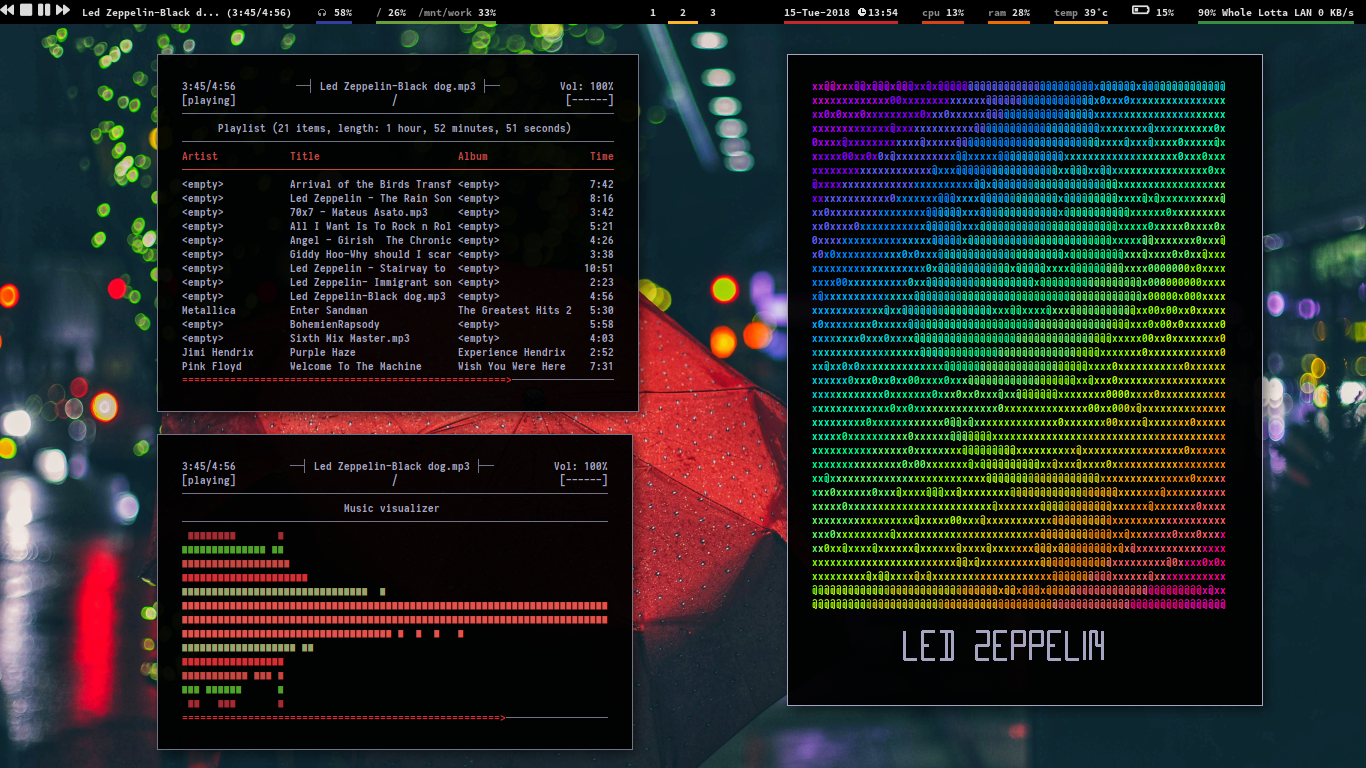 Led Zeppelin-Black d... (3:45/4:56) 58% / 26% /mnt/work 33% 1 2 3 15-Tue-2018 13:54 cpu 13% ram 28% temp 39°c 15% 90% Whole Lotta LAN 0 KB/s
3:45/4:56 Led Zeppelin-Black dog.mp3 Vol: 100%
[playing] / [------]
Playlist (21 items, length: 1 hour, 52 minutes, 51 seconds)
Artist Title Album Time
<empty> Arrival of the Birds Transf <empty> 7:42
<empty> Led Zeppelin - The Rain Son <empty> 8:16
<empty> 70x7 - Mateus Asato.mp3 <empty> 3:42
<empty> All I Want Is To Rock n Rol <empty> 5:21
<empty> Angel - Girish  The Chronic <empty> 4:26
<empty> Giddy Hoo-Why should I scar <empty> 3:38
<empty> Led Zeppelin - Stairway to <empty> 10:51
<empty> Led Zeppelin- Immigrant son <empty> 2:23
<empty> Led Zeppelin-Black dog.mp3 <empty> 4:56
Metallica Enter Sandman The Greatest Hits 2 5:30
<empty> BohemienRapsody <empty> 5:58
<empty> Sixth Mix Master.mp3 <empty> 4:03
Jimi Hendrix Purple Haze Experience Hendrix 2:52
Pink Floyd Welcome To The Machine Wish You Were Here 7:31
3:45/4:56 Led Zeppelin-Black dog.mp3 Vol: 100%
[playing] / [------]
Music visualizer
LED ZEPPELIN